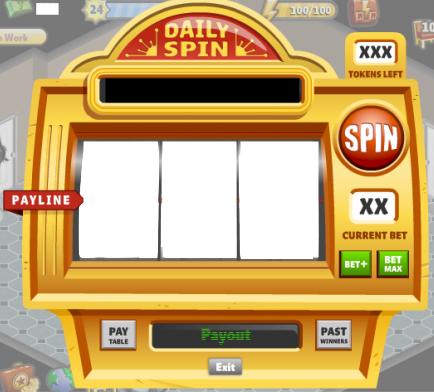 24
100/100
10
Work
DAILY
SPIN
XXX
TOKENS LEFT
SPIN
PAYLINE
XX
CURRENT BET
BET+
BET
MAX
PAY
TABLE
Payout
PAST
WINNERS
Exit